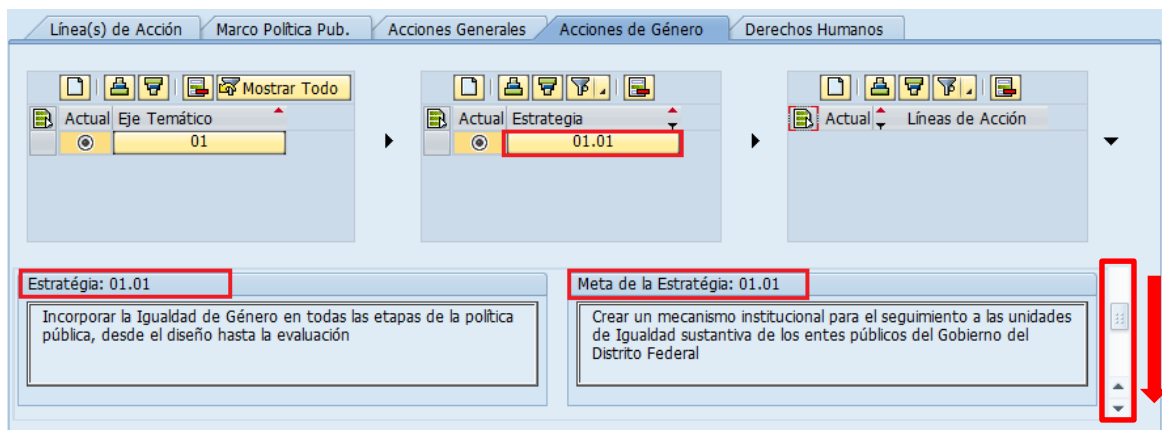 Línea(s) de Acción Marco Política Pub. Acciones Generales Acciones de Género Derechos Humanos
Mostrar Todo
Actual Eje Temático Actual Estrategia Actual Líneas de Acción
01 01.01
Estratégia: 01.01
Incorporar la Igualdad de Género en todas las etapas de la política
pública, desde el diseño hasta la evaluación
Meta de la Estratégia: 01.01
Crear un mecanismo institucional para el seguimiento a las unidades
de Igualdad sustantiva de los entes públicos del Gobierno del
Distrito Federal